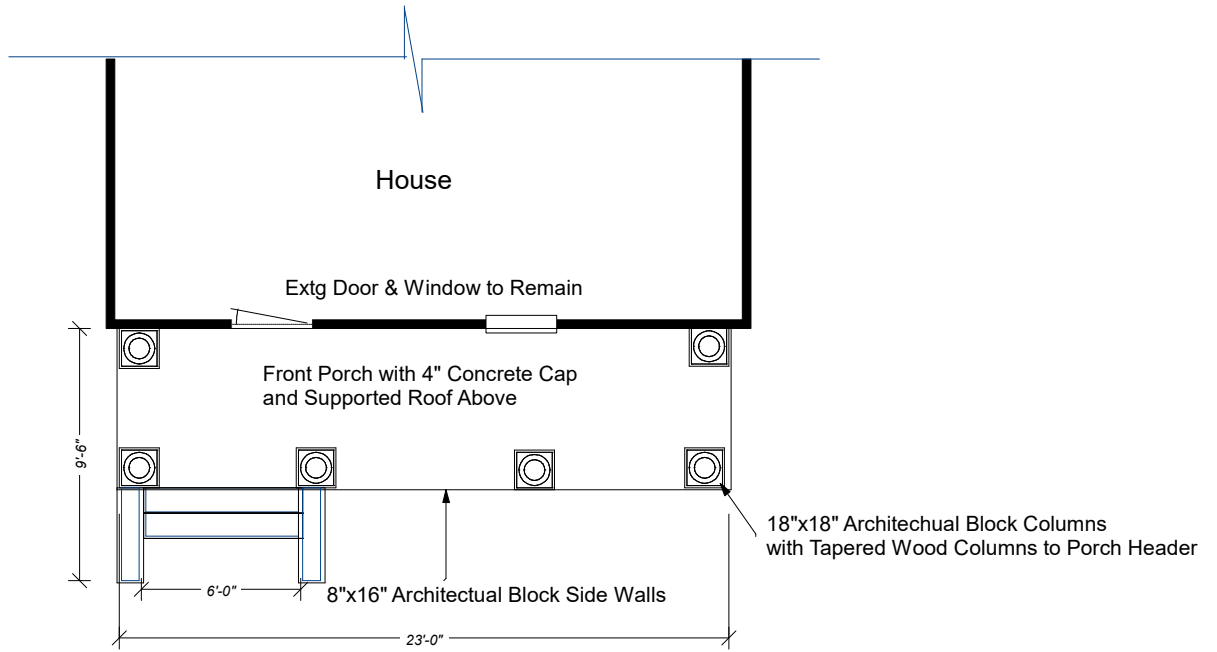 House
Extg Door & Window to Remain
Front Porch with 4" Concrete Cap
and Supported Roof Above
9'-6"
18"x18" Architechual Block Columns
with Tapered Wood Columns to Porch Header
6'-0"
8"x16" Architectual Block Side Walls
23'-0"